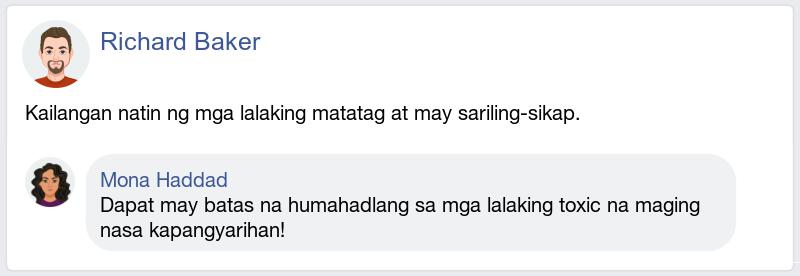 Richard Baker
Kailangan natin ng mga lalaking matatag at may sariling-sikap.
Mona Haddad
Dapat may batas na humahadlang sa mga lalaking toxic na maging
nasa kapangyarihan!